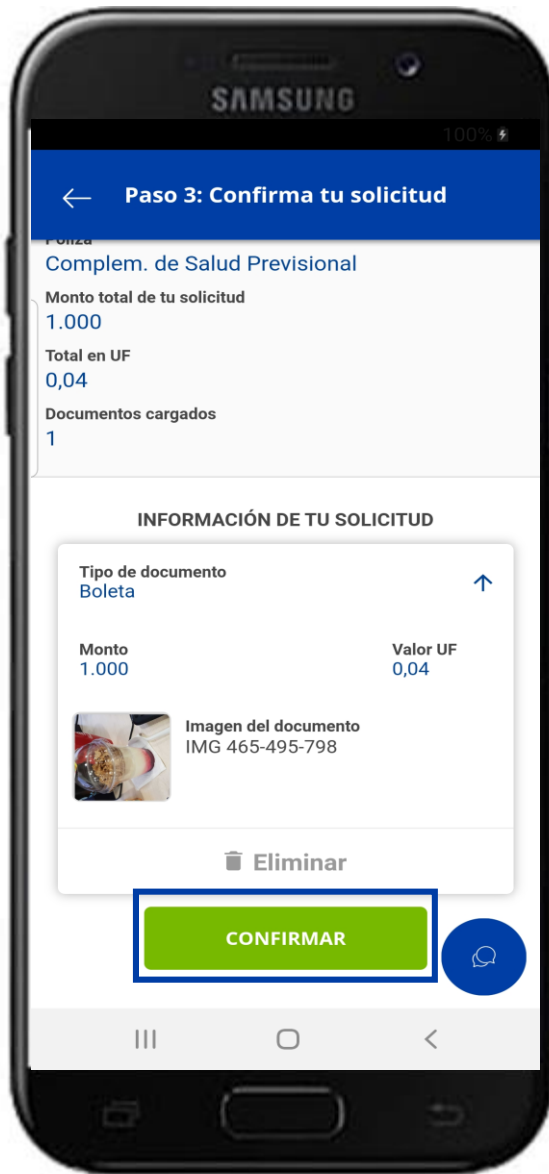 SAMSUNG
100%
Paso 3: Confirma tu solicitud
Póliza
Complem. de Salud Previsional
Monto total de tu solicitud
1.000
Total en UF
0,04
Documentos cargados
1
INFORMACIÓN DE TU SOLICITUD
Tipo de documento
Boleta
Monto
Valor UF
1.000
0,04
Imagen del documento
IMG 465-495-798
Eliminar
CONFIRMAR